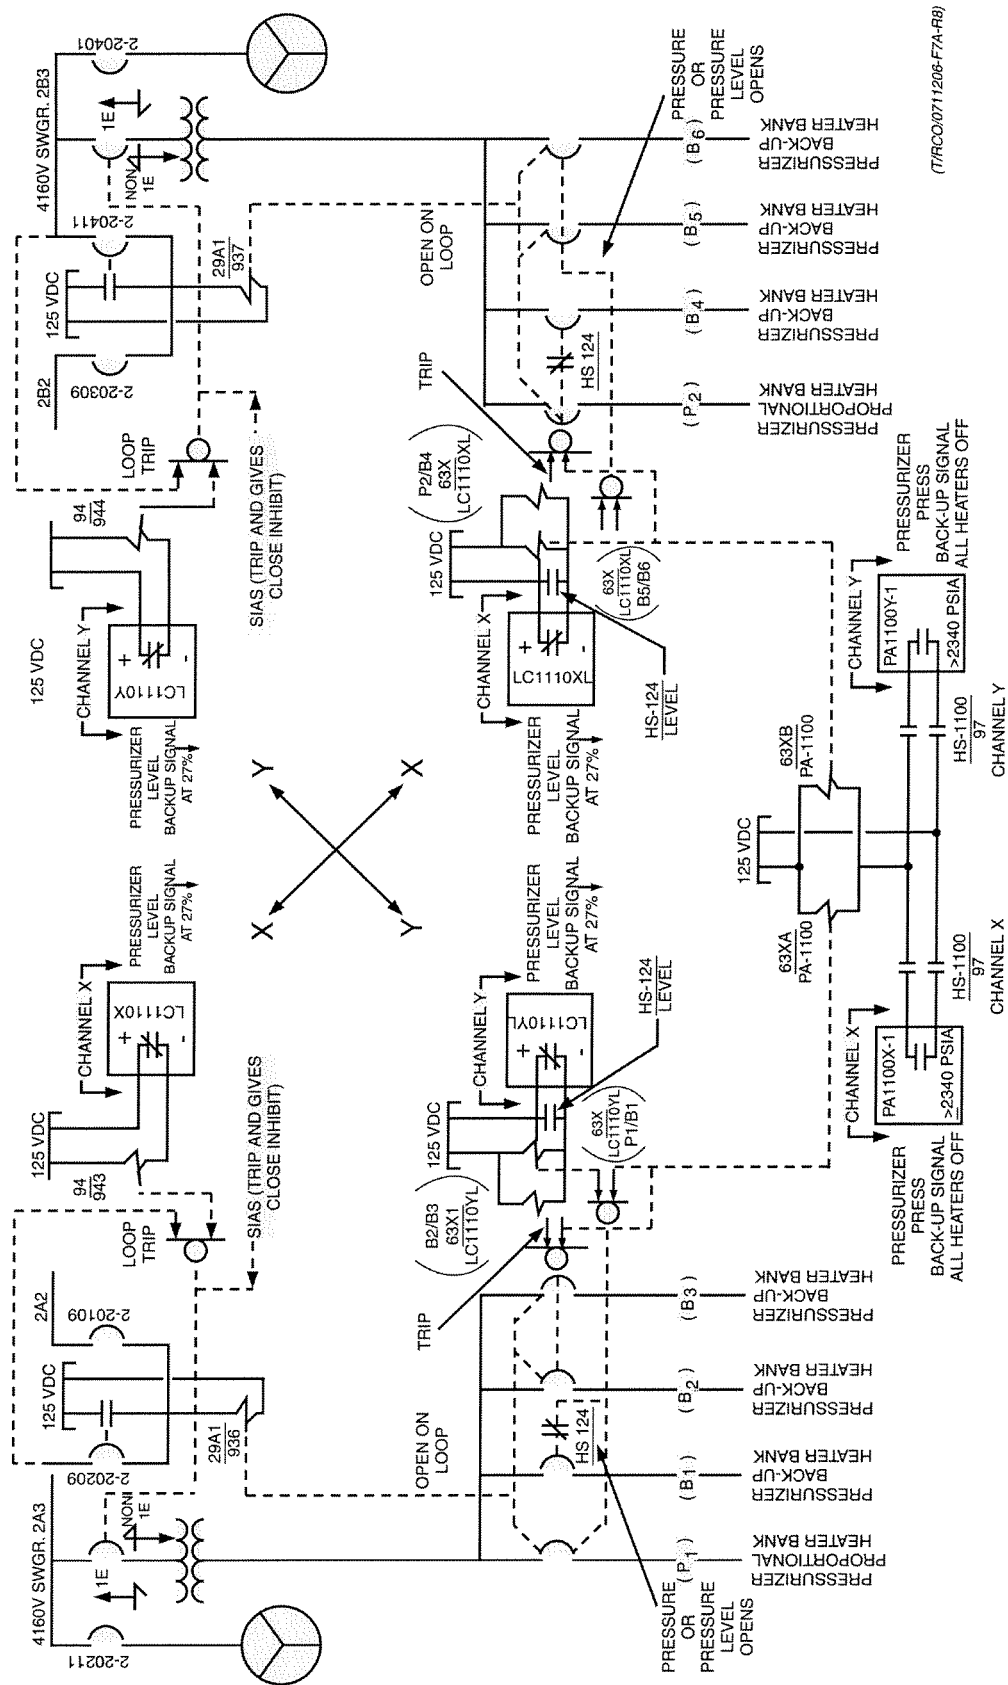 4160V SWGR. 2A3
2-20211
1E
NON
1E
2-20209
125 VDC
2-20109
2A2
29A1
936
LOOP
TRIP
94
943
125 VDC
CHANNEL X
LC1110X
+
-
PRESSURIZER
LEVEL
BACKUP SIGNAL
AT 27%
SIAS (TRIP AND GIVES
CLOSE INHIBIT)
X
Y
Y
X
125 VDC
CHANNEL Y
LC1110Y
+
-
PRESSURIZER
LEVEL
BACKUP SIGNAL
AT 27%
94
944
LOOP
TRIP
SIAS (TRIP AND GIVES
CLOSE INHIBIT)
2B2
2-20309
125 VDC
2-20411
29A1
937
4160V SWGR. 2B3
1E
NON
1E
2-20401
OPEN ON
LOOP
TRIP
B2/B3
63X1
LC1110YL
125 VDC
CHANNEL Y
LC1110YL
+
-
63X
LC1110YL
P1/B1
PRESSURIZER
LEVEL
BACKUP SIGNAL
AT 27%
HS-124
LEVEL
HS 124
PRESSURE
OR
PRESSURE
LEVEL
OPENS
(P1)
PRESSURIZER
PROPORTIONAL
HEATER BANK
(B1)
PRESSURIZER
BACK-UP
HEATER BANK
(B2)
PRESSURIZER
BACK-UP
HEATER BANK
(B3)
PRESSURIZER
BACK-UP
HEATER BANK
PRESSURIZER
LEVEL
BACKUP SIGNAL
AT 27%
CHANNEL X
LC1110XL
+
-
125 VDC
P2/B4
63X
LC1110XL
63X
LC1110XL
B5/B6
HS-124
LEVEL
TRIP
OPEN ON
LOOP
HS 124
PRESSURE
OR
PRESSURE
LEVEL
OPENS
(P2)
PRESSURIZER
PROPORTIONAL
HEATER BANK
(B4)
PRESSURIZER
BACK-UP
HEATER BANK
(B5)
PRESSURIZER
BACK-UP
HEATER BANK
(B6)
PRESSURIZER
BACK-UP
HEATER BANK
125 VDC
63XA
PA-1100
63XB
PA-1100
PRESSURIZER
PRESS
BACK-UP SIGNAL
ALL HEATERS OFF
CHANNEL X
PA1100X-1
>2340 PSIA
HS-1100
97
CHANNEL X
HS-1100
97
CHANNEL Y
CHANNEL Y
PA1100Y-1
>2340 PSIA
PRESSURIZER
PRESS
BACK-UP SIGNAL
ALL HEATERS OFF
(T/RCO/0711206-F7A-R8)